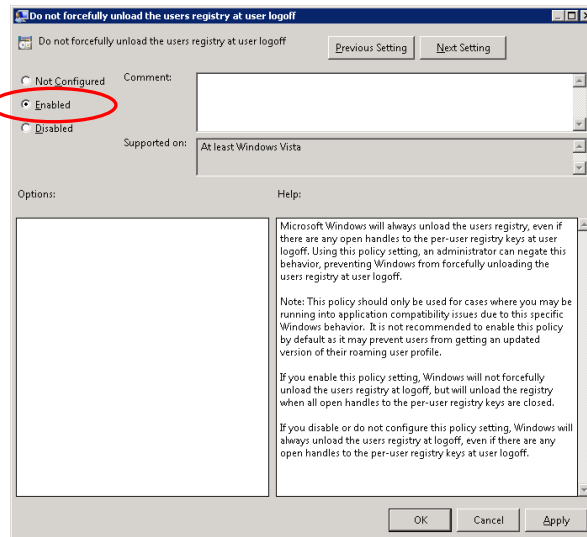 Do not forcefully unload the users registry at user logoff
Do not forcefully unload the users registry at user logoff
Previous Setting
Next Setting
Not Configured
Comment:
Enabled
Disabled
Supported on:
At least Windows Vista
Options:
Help:
Microsoft Windows will always unload the users registry, even if
there are any open handles to the per-user registry keys at user
logoff. Using this policy setting, an administrator can negate this
behavior, preventing Windows from forcefully unloading the
users registry at user logoff.
Note: This policy should only be used for cases where you may be
running into application compatibility issues due to this specific
Windows behavior. It is not recommended to enable this policy
by default as it may prevent users from getting an updated
version of their roaming user profile.
If you enable this policy setting, Windows will not forcefully
unload the users registry at logoff, but will unload the registry
when all open handles to the per-user registry keys are closed.
If you disable or do not configure this policy setting, Windows will
always unload the users registry at logoff, even if there are any
open handles to the per-user registry keys at user logoff.
OK
Cancel
Apply